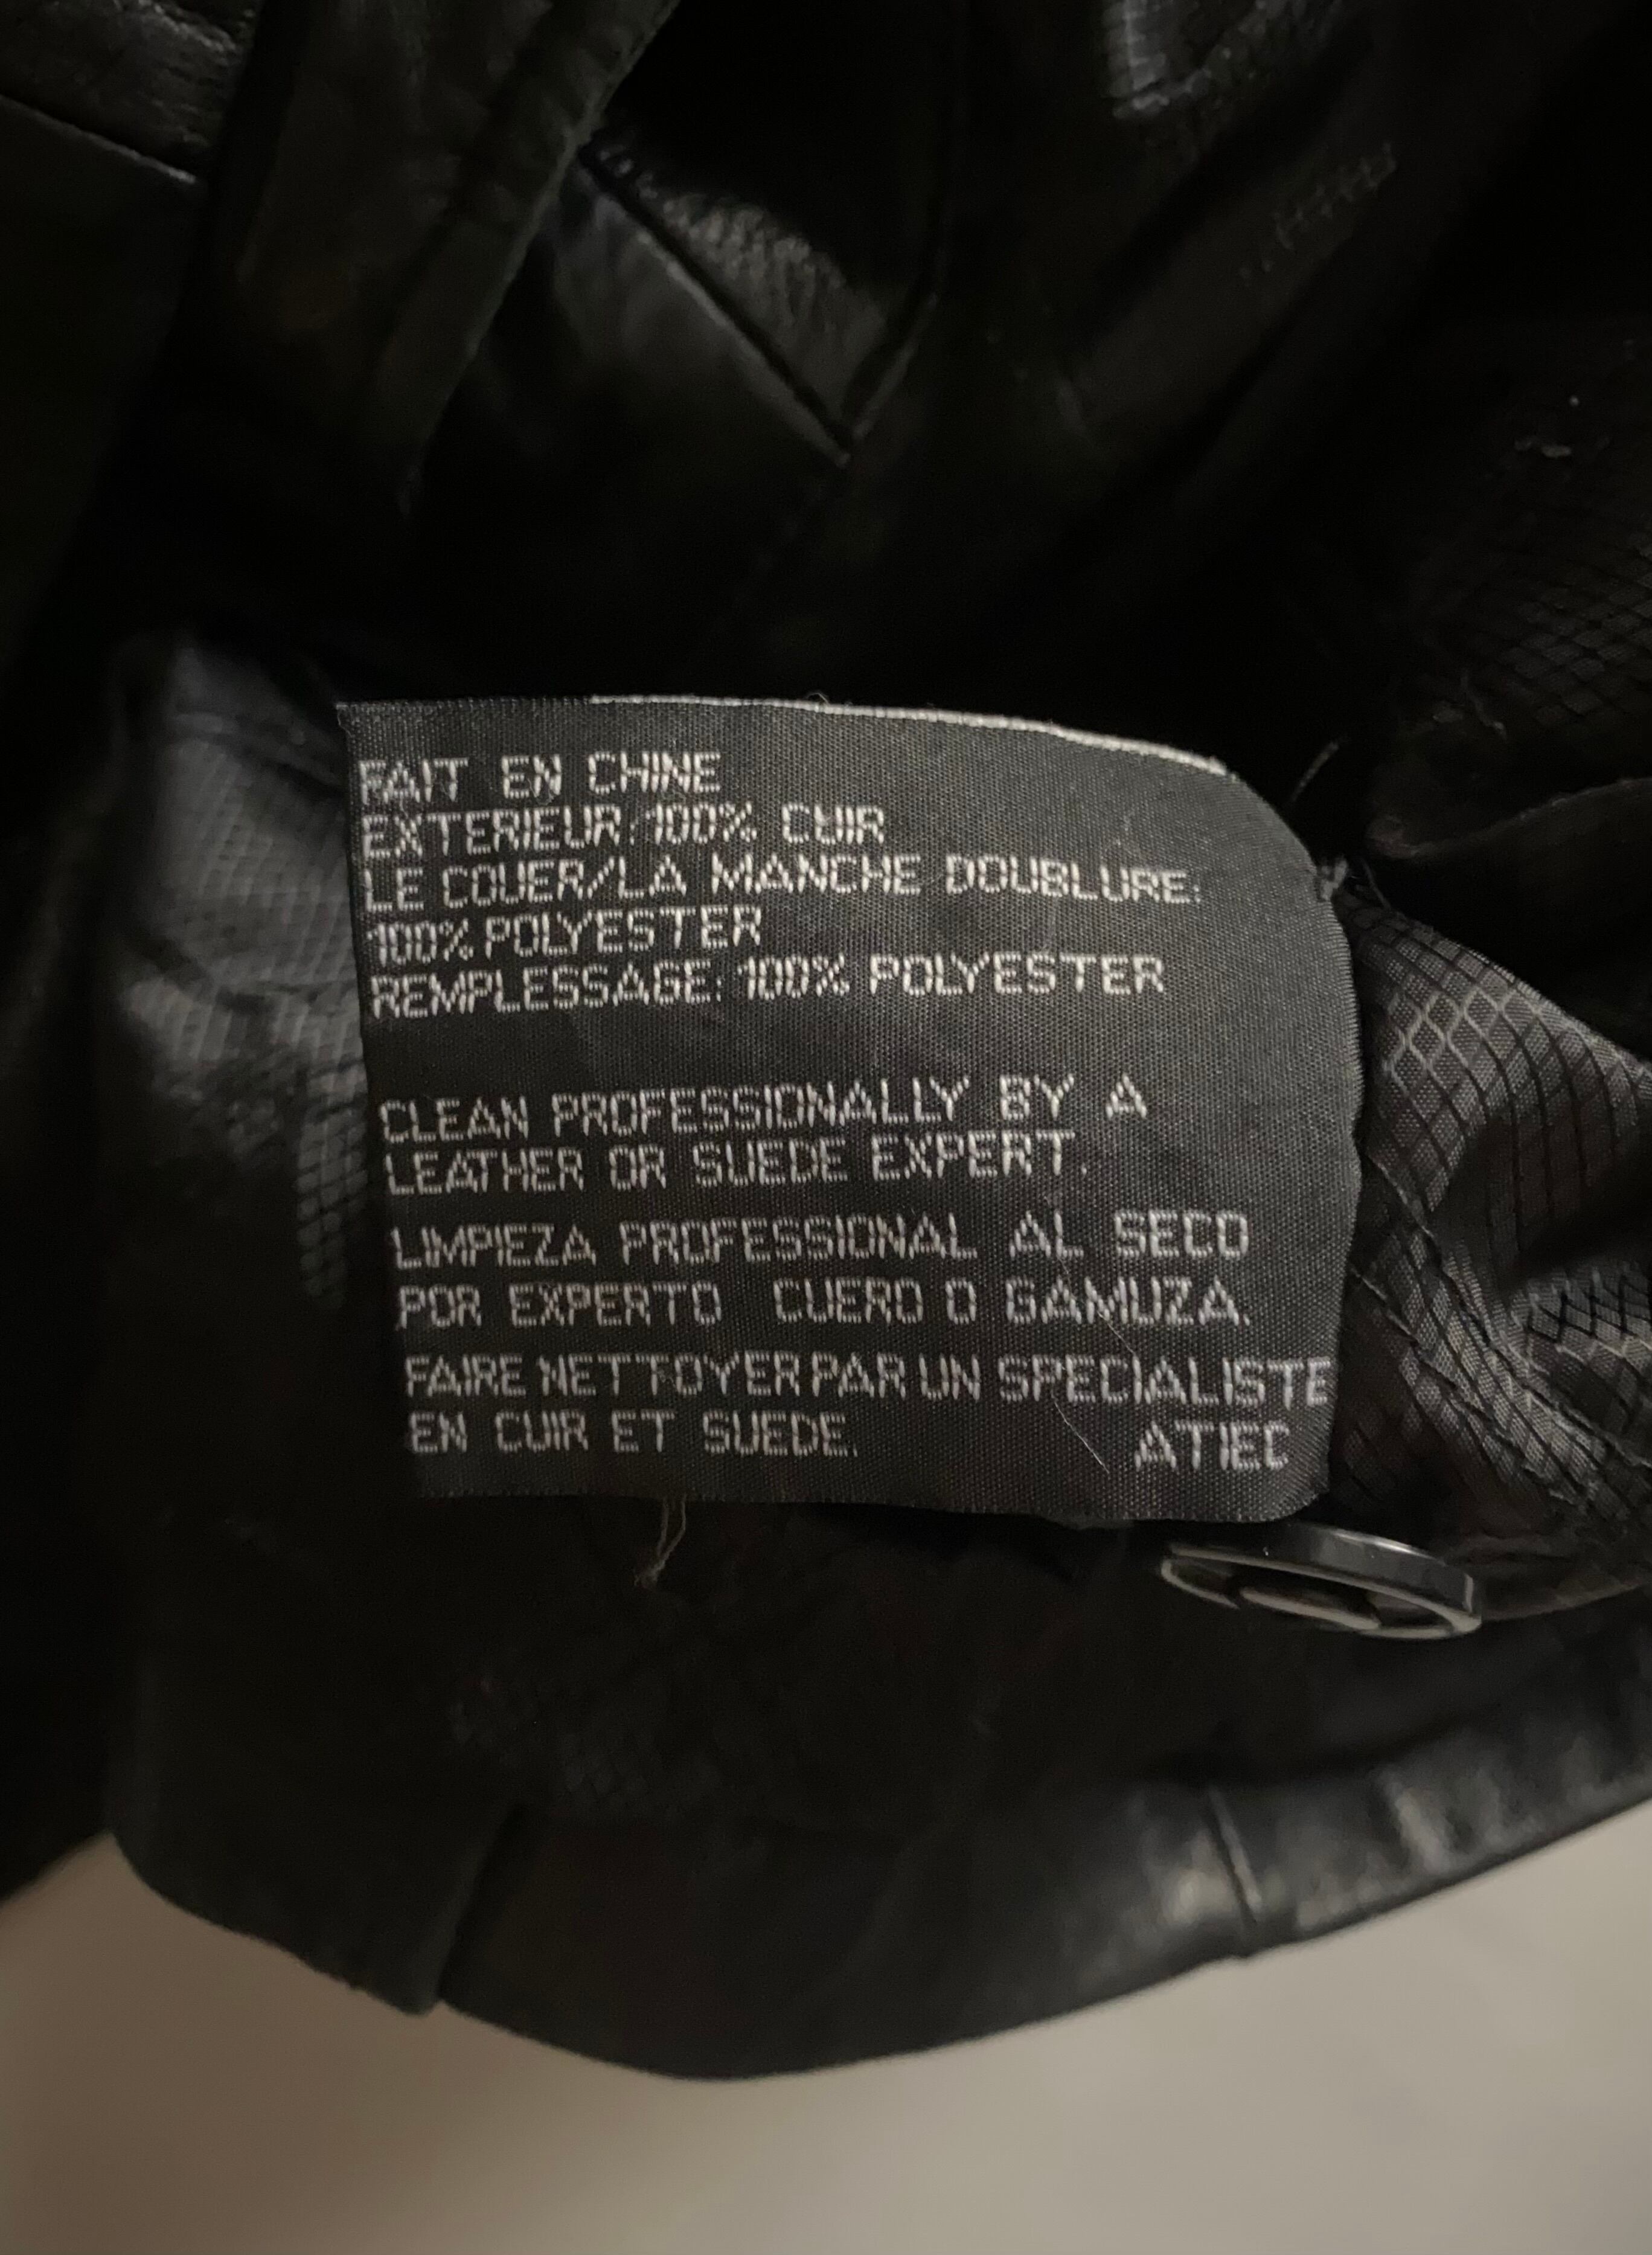 FAIT EN CHINE
EXTERIEUR:100% CUIR
LE COUER/LA MANCHE DOUBLURE:
100% POLYESTER
REMPLESSAGE: 100% POLYESTER
CLEAN PROFESSIONALLY BY A
LEATHER OR SUEDE EXPERT.
LIMPIEZA PROFESSIONAL AL SECO
POR EXPERTO CUERO O GAMUZA.
FAIRE NETTOYER PAR UN SPECIALISTE
EN CUIR ET SUEDE. ATIEC